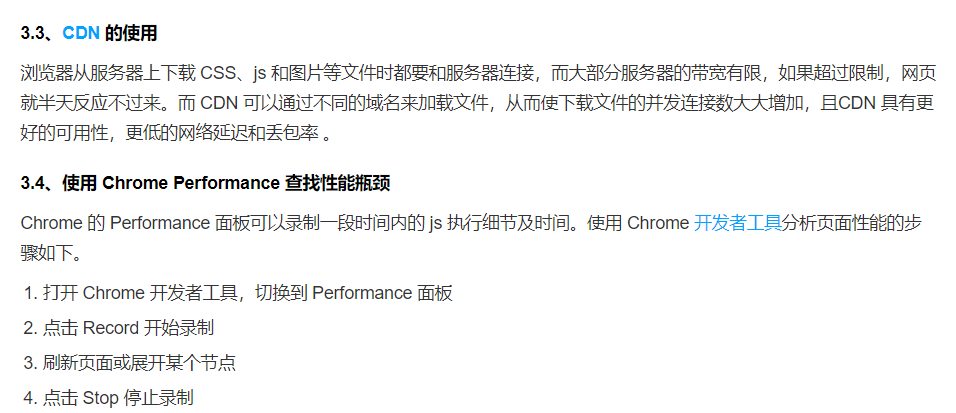 3.3、CDN 的使用
浏览器从服务器上下载 CSS、js 和图片等文件时都要和服务器连接，而大部分服务器的带宽有限，如果超过限制，网页
就半天反应不过来。而 CDN 可以通过不同的域名来加载文件，从而使下载文件的并发连接数大大增加，且CDN 具有更
好的可用性，更低的网络延迟和丢包率 。
3.4、使用 Chrome Performance 查找性能瓶颈
Chrome 的 Performance 面板可以录制一段时间内的 js 执行细节及时间。使用 Chrome 开发者工具分析页面性能的步
骤如下。
1. 打开 Chrome 开发者工具，切换到 Performance 面板
2. 点击 Record 开始录制
3. 刷新页面或展开某个节点
4. 点击 Stop 停止录制